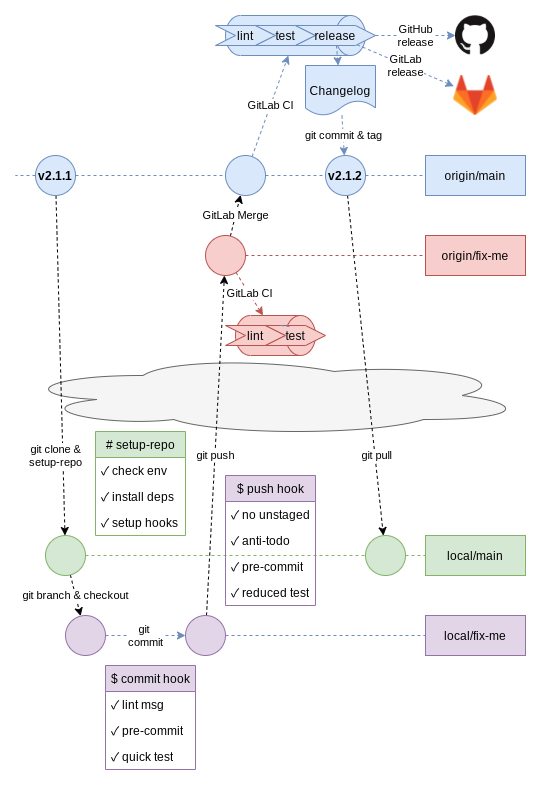 GitHub
release
lint
test
release
GitLab
release
Changelog
GitLab CI
git commit & tag
v2.1.1
v2.1.2
origin/main
GitLab Merge
origin/fix-me
GitLab CI
lint
test
git clone &
setup-repo
# setup-repo
✓ check env
✓ install deps
✓ setup hooks
git push
git pull
$ push hook
✓ no unstaged
✓ anti-todo
✓ pre-commit
✓ reduced test
local/main
git branch & checkout
git
commit
local/fix-me
$ commit hook
✓ lint msg
✓ pre-commit
✓ quick test